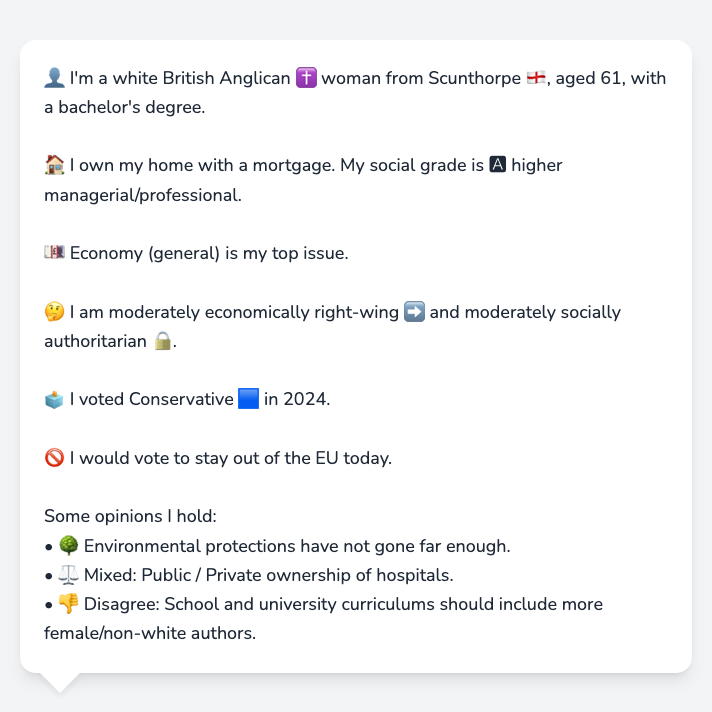 👤 I'm a white British Anglican ✝️ woman from Scunthorpe 🏴󠁧󠁢󠁥󠁮󠁧󠁿, aged 61, with
a bachelor's degree.
🏠 I own my home with a mortgage. My social grade is 🅰 higher
managerial/professional.
💷 Economy (general) is my top issue.
🤔 I am moderately economically right-wing ➡️ and moderately socially
authoritarian 🔒.
🗳️ I voted Conservative 🟦 in 2024.
🚫 I would vote to stay out of the EU today.
Some opinions I hold:
• 🌳 Environmental protections have not gone far enough.
• ⚖️ Mixed: Public / Private ownership of hospitals.
• 👎 Disagree: School and university curriculums should include more
female/non-white authors.